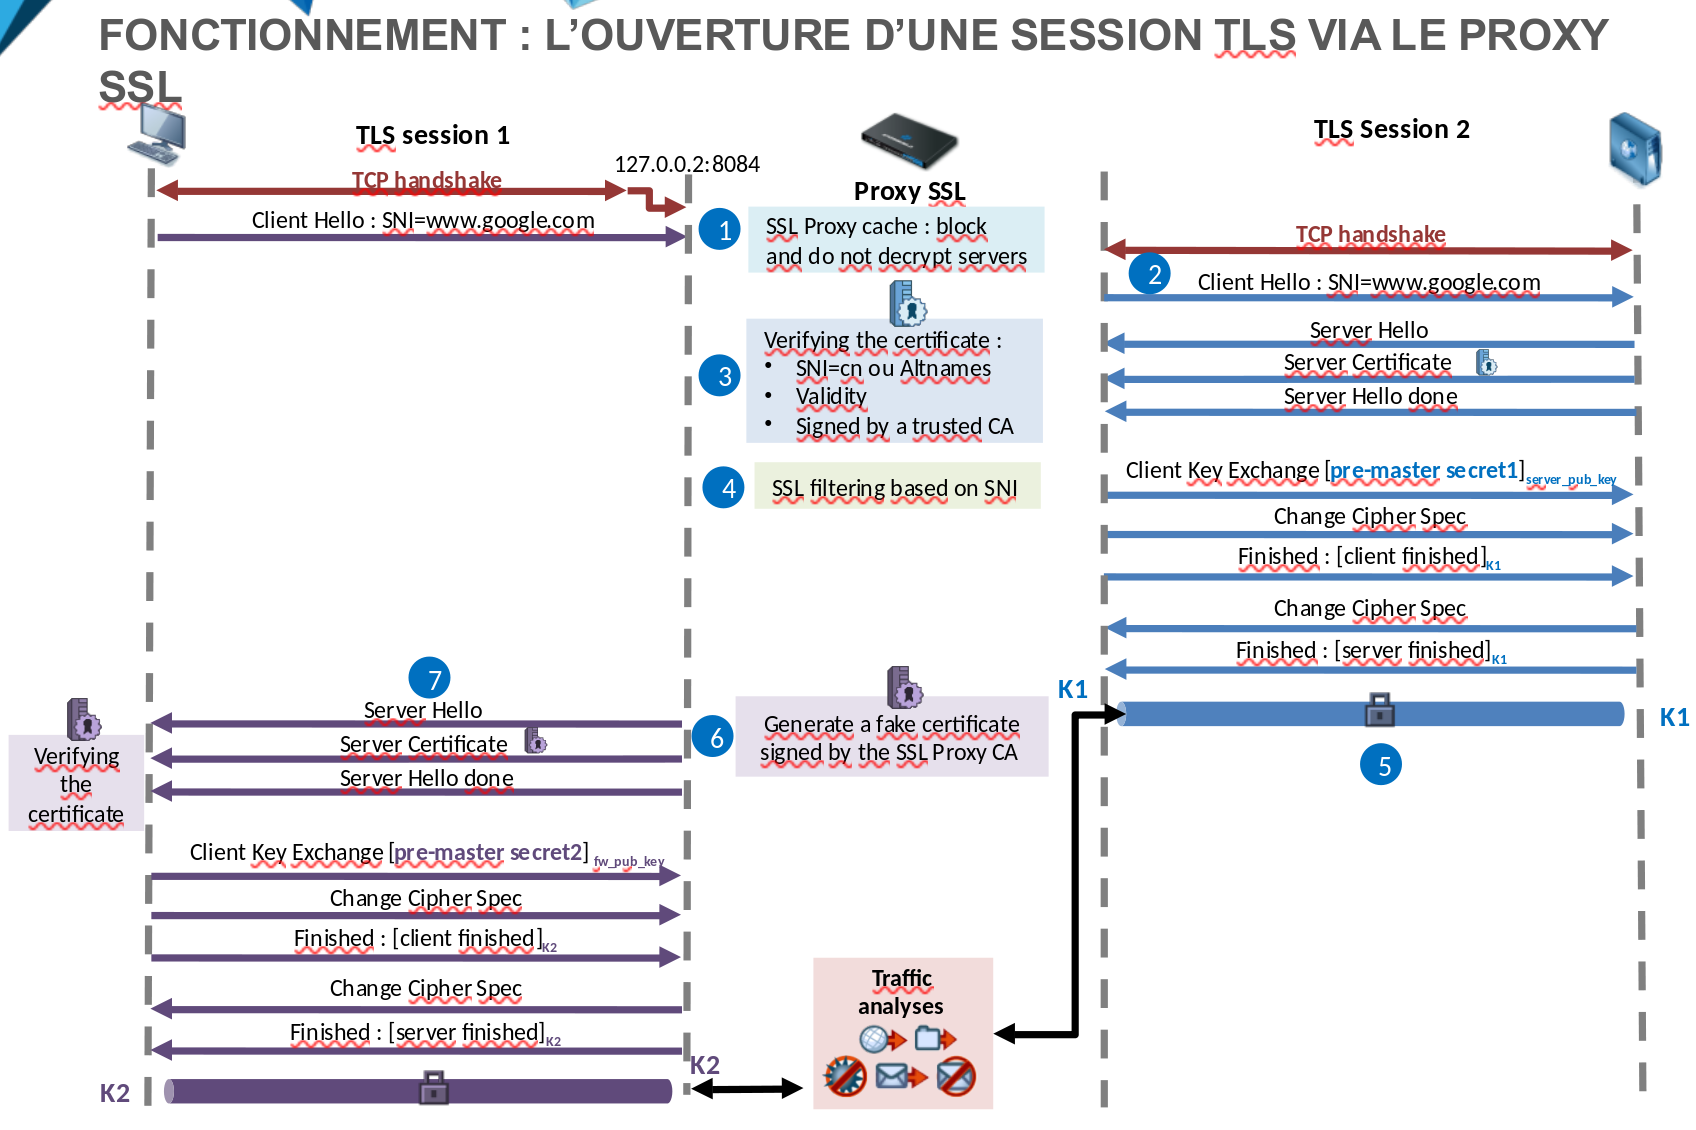 FONCTIONNEMENT : L’OUVERTURE D’UNE SESSION TLS VIA LE PROXY
SSL
TLS session 1
127.0.0.2:8084
TCP handshake
Client Hello : SNI=www.google.com
Proxy SSL
1
SSL Proxy cache : block
and do not decrypt servers
TLS Session 2
TCP handshake
2
Client Hello : SNI=www.google.com
Server Hello
Server Certificate
Server Hello done
3
Verifying the certificate :
• SNI=cn ou Altnames
• Validity
• Signed by a trusted CA
4
SSL filtering based on SNI
Client Key Exchange [pre-master secret1]server_pub_key
Change Cipher Spec
Finished : [client finished]K1
Change Cipher Spec
Finished : [server finished]K1
K1
K1
5
6
Generate a fake certificate
signed by the SSL Proxy CA
7
Server Hello
Server Certificate
Server Hello done
Verifying
the
certificate
Client Key Exchange [pre-master secret2] fw_pub_key
Change Cipher Spec
Finished : [client finished]K2
Change Cipher Spec
Finished : [server finished]K2
K2
K2
Traffic
analyses